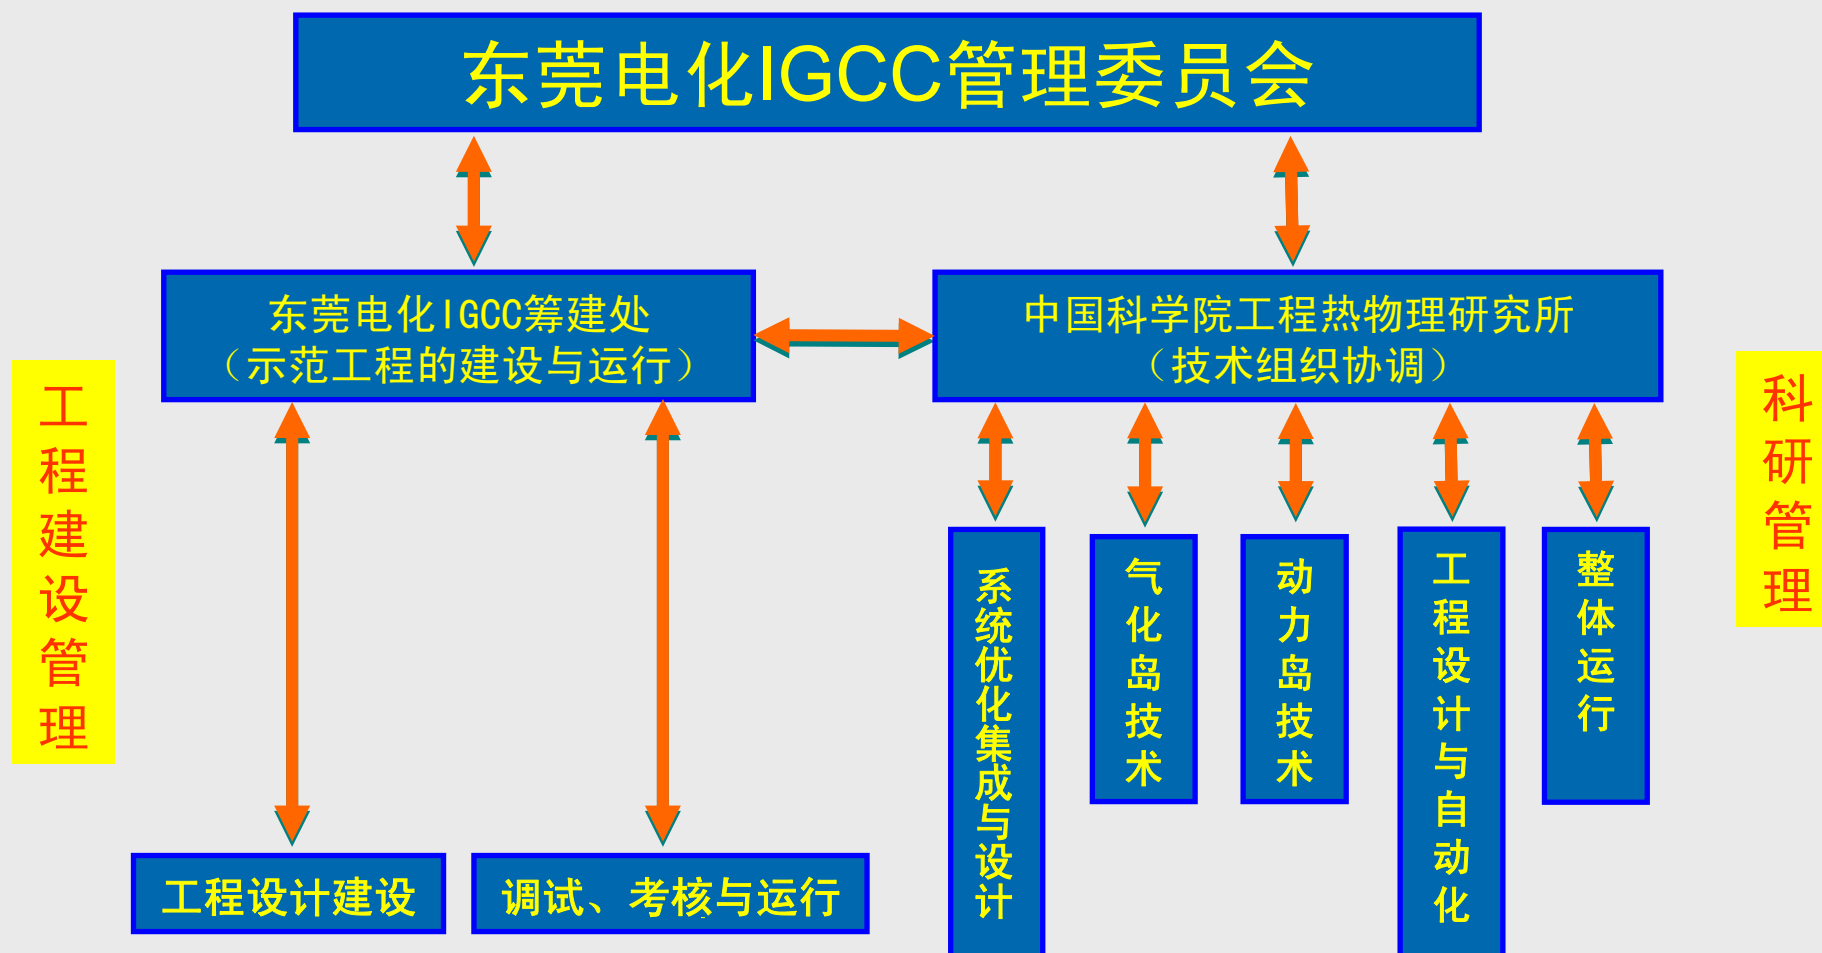 东莞电化IGCC管理委员会
东莞电化IGCC筹建处
（示范工程的建设与运行）
中国科学院工程热物理研究所
（技术组织协调）
工程建设管理
科研管理
系统优化集成与设计
气化岛技术
动力岛技术
工程设计与自动化
整体运行
工程设计建设
调试、考核与运行